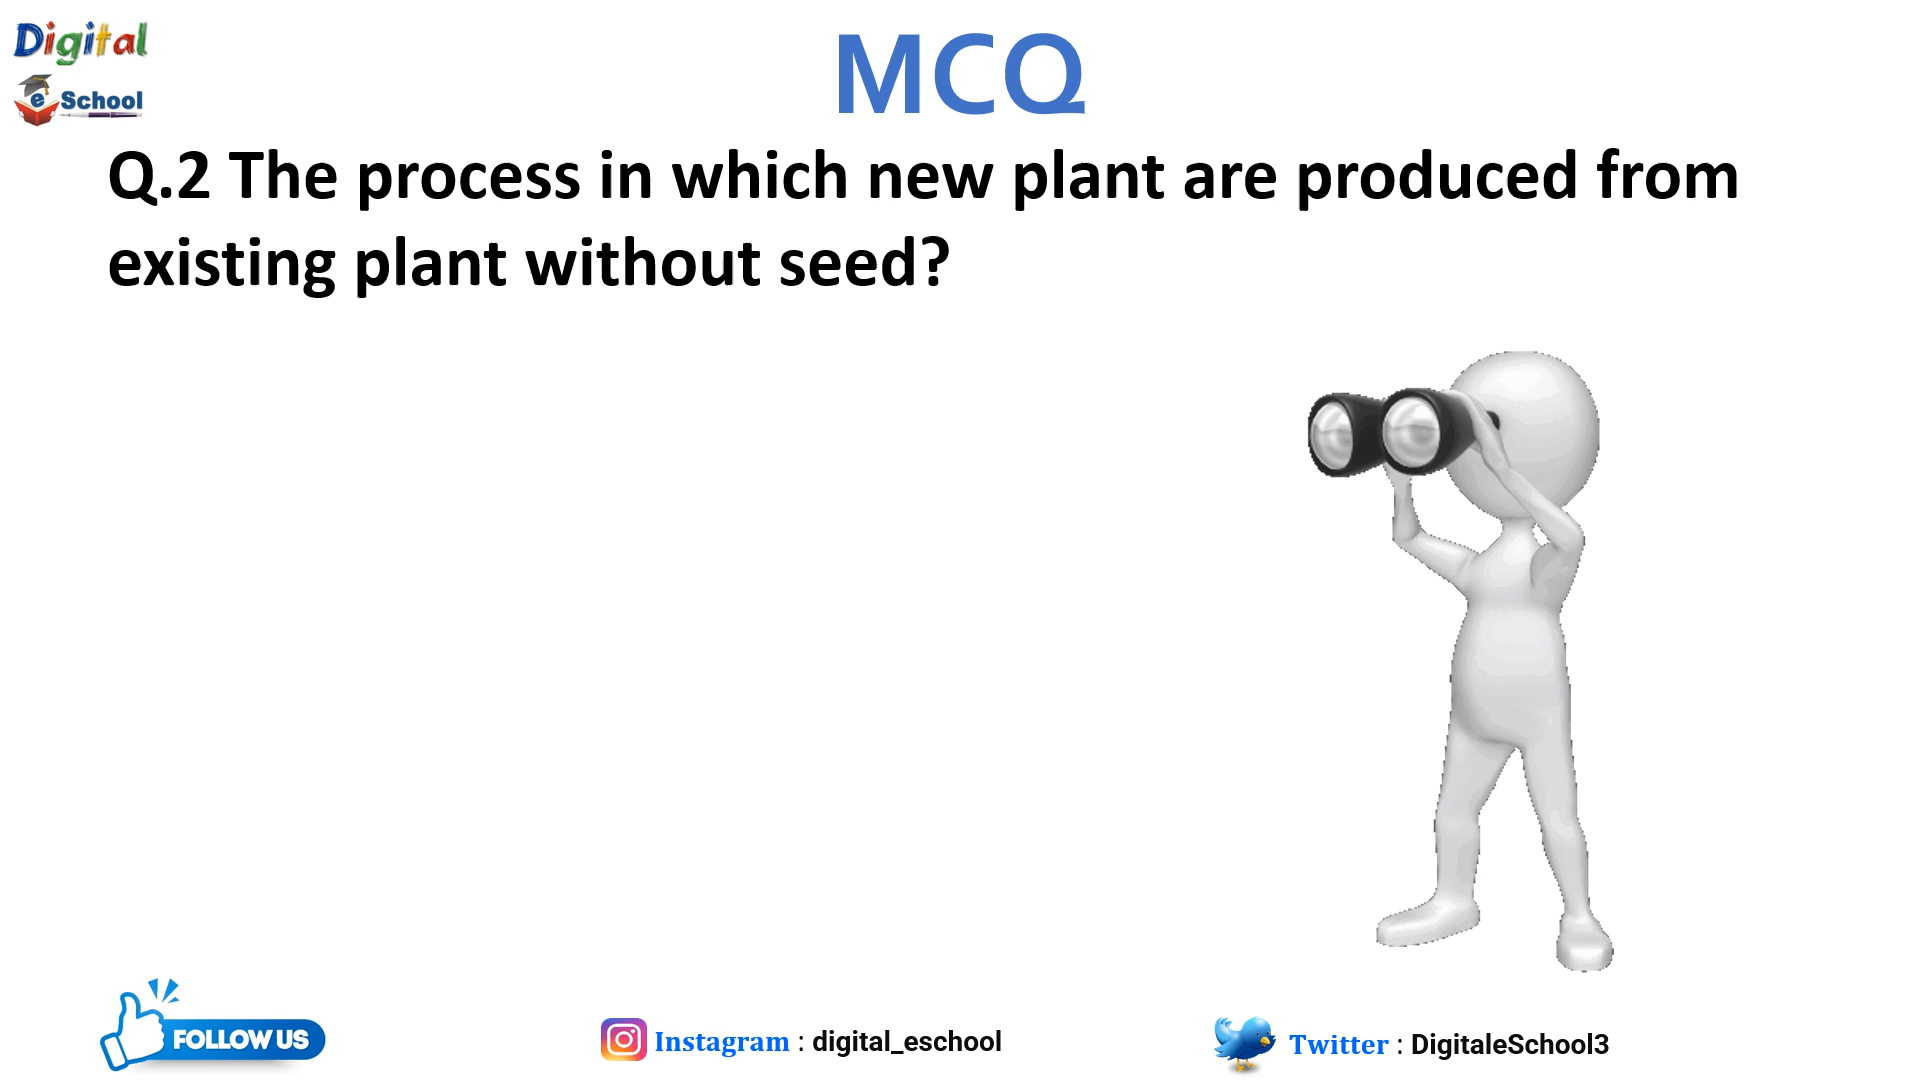 Digital
e School
MCQ
Q.2 The process in which new plant are produced from
existing plant without seed?
FOLLOW US
Instagram : digital_eschool
Twitter : DigitaleSchool3